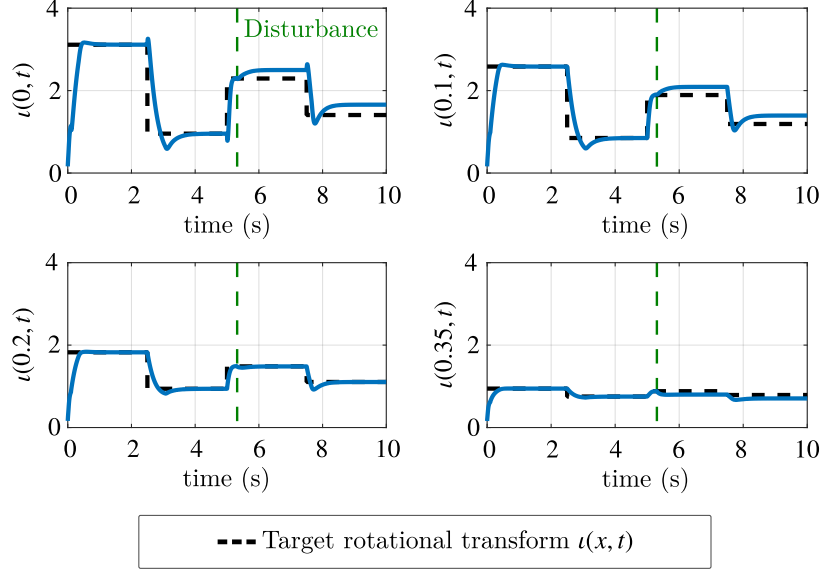 4
2
0
ι(0, t)
Disturbance
0 2 4 6 8 10
time (s)
4
2
0
ι(0.1, t)
0 2 4 6 8 10
time (s)
4
2
0
ι(0.2, t)
0 2 4 6 8 10
time (s)
4
2
0
ι(0.35, t)
0 2 4 6 8 10
time (s)
Target rotational transform ι(x, t)